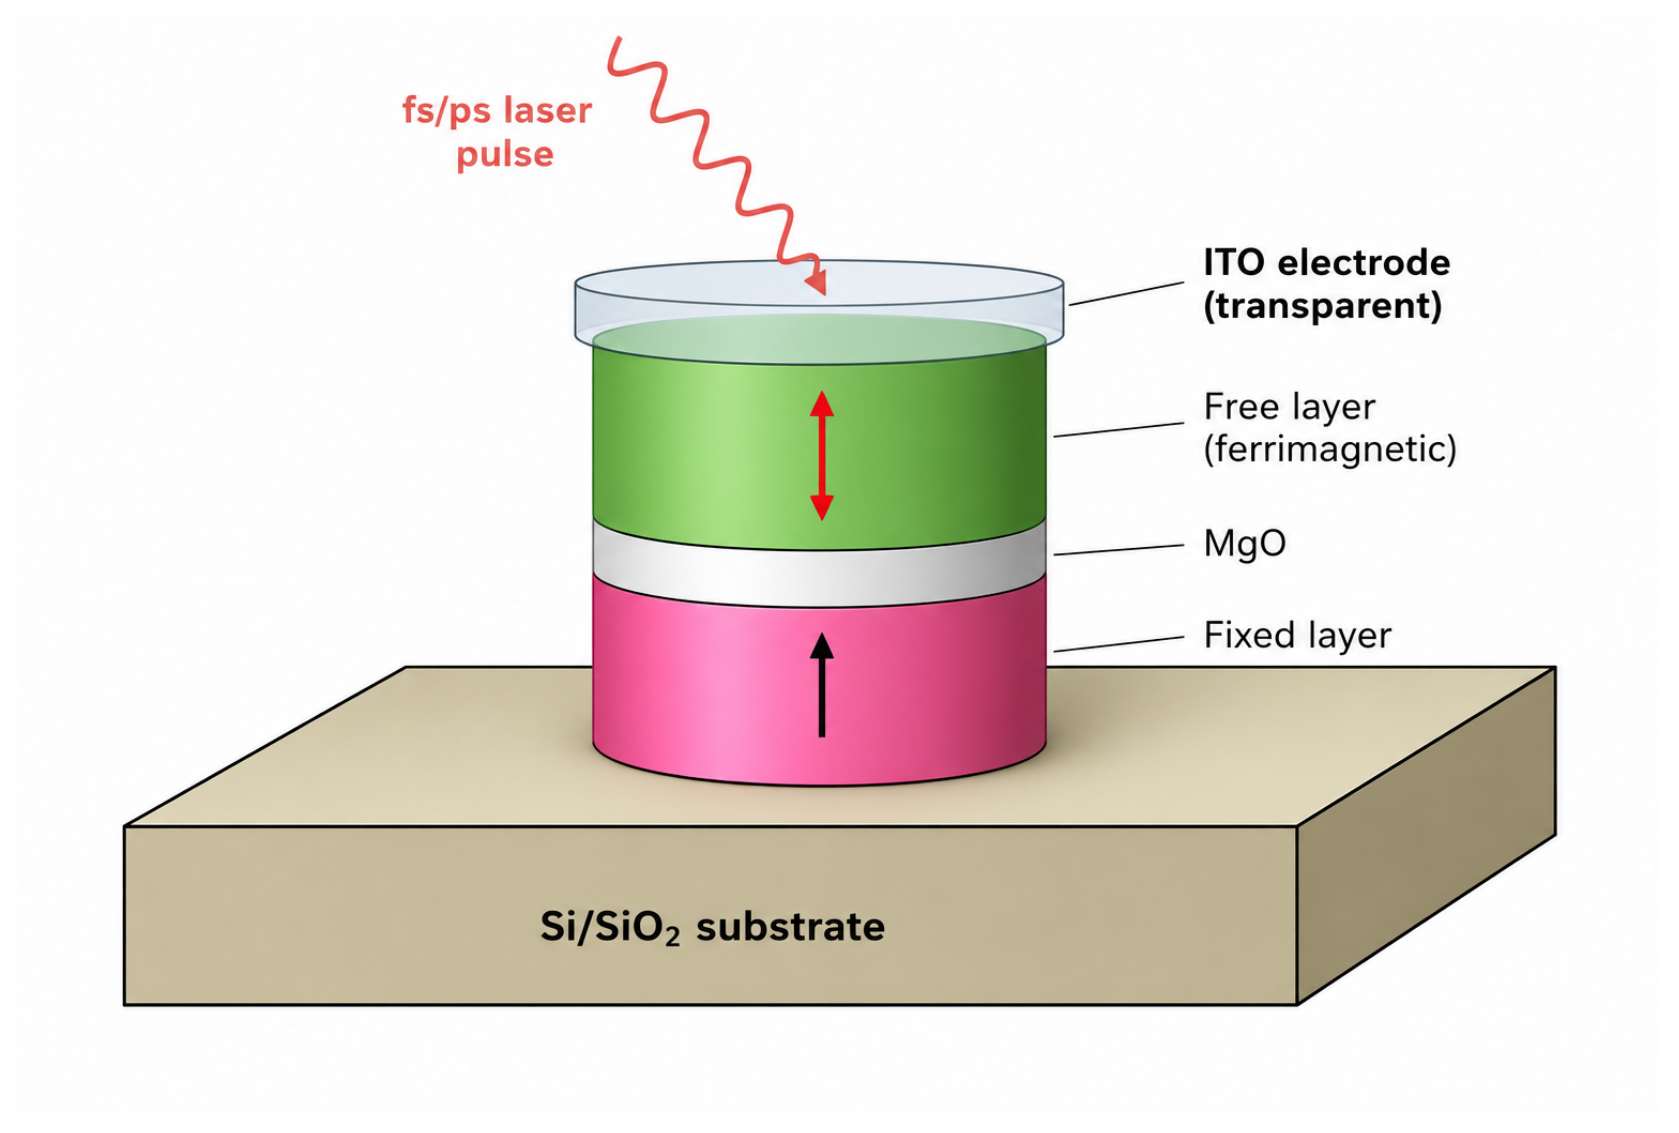 fs/ps laser
pulse
ITO electrode
(transparent)
Free layer
(ferrimagnetic)
MgO
Fixed layer
Si/SiO₂ substrate